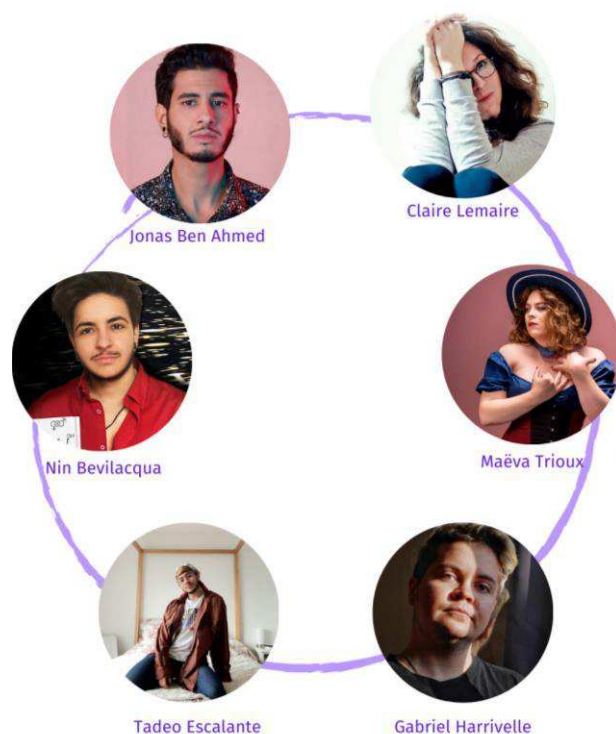 Claire Lemaire
Jonas Ben Ahmed
Maëva Trioux
Nin Bevilacqua
Tadeo Escalante
Gabriel Harrivelle